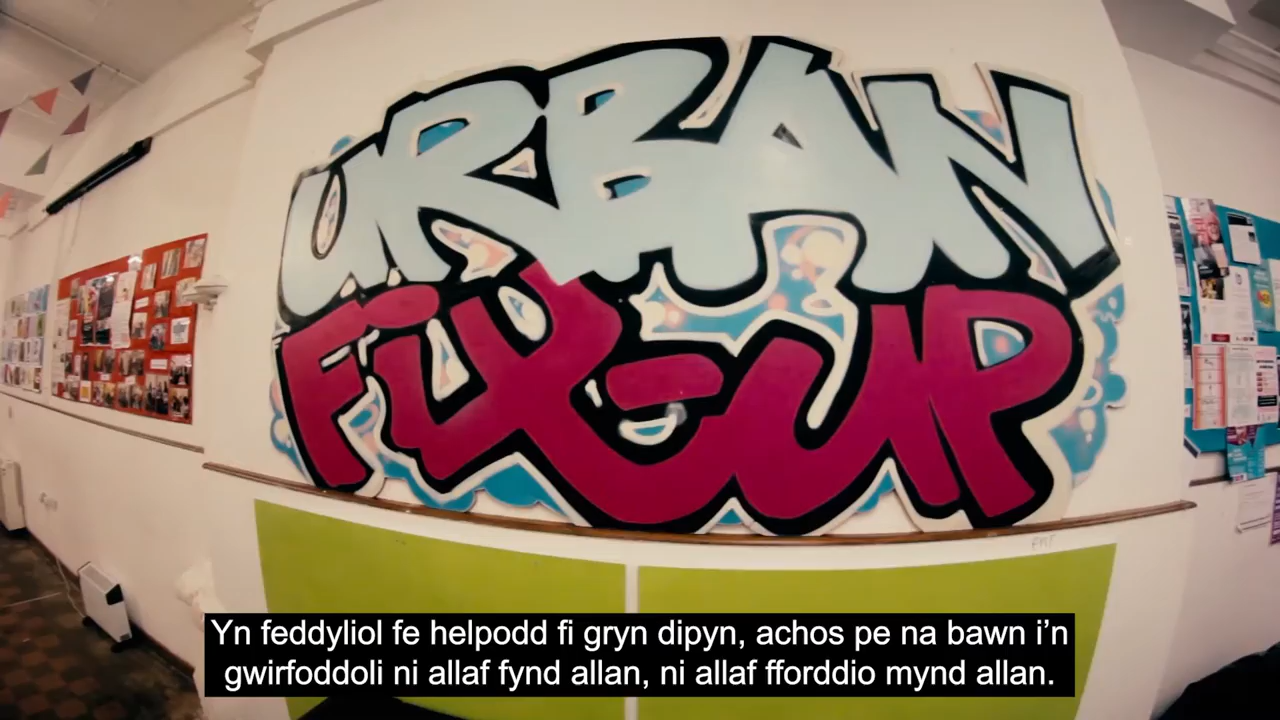 URBAN
FiX-UP
Yn feddyliol fe helpodd fi gryn dipyn, achos pe na bawn i’n
gwirfoddoli ni allaf fynd allan, ni allaf fforddio mynd allan.